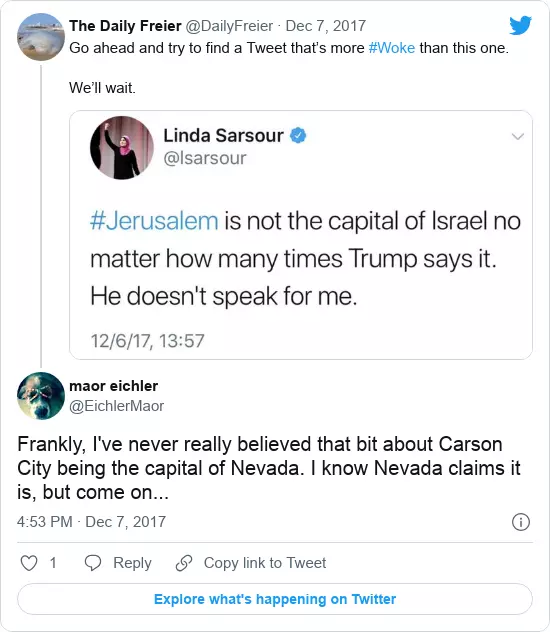 The Daily Freier @DailyFreier · Dec 7, 2017
Go ahead and try to find a Tweet that's more #Woke than this one.
We'll wait.
Linda Sarsour
@lsarsour
#Jerusalem is not the capital of Israel no
matter how many times Trump says it.
He doesn't speak for me.
12/6/17, 13:57
maor eichler
@EichlerMaor
Frankly, I've never really believed that bit about Carson
City being the capital of Nevada. I know Nevada claims it
is, but come on...
4:53 PM · Dec 7, 2017
1 Reply Copy link to Tweet
Explore what's happening on Twitter